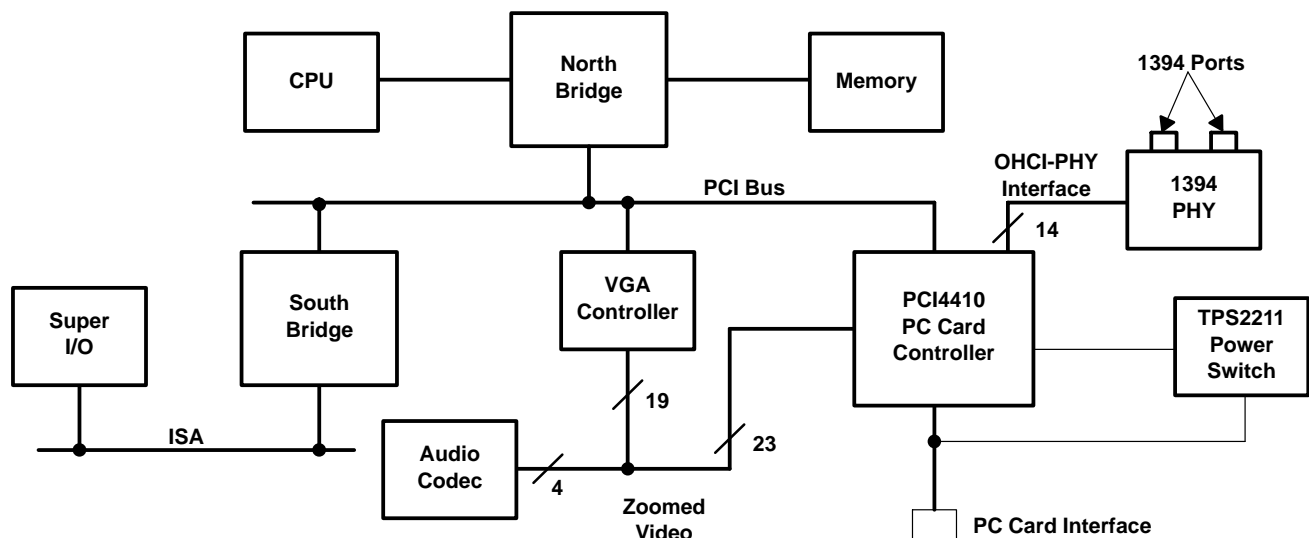 CPU
North
Bridge
Memory
1394 Ports
OHCI-PHY
Interface
1394
PHY
14
PCI Bus
Super
I/O
South
Bridge
VGA
Controller
PCI4410
PC Card
Controller
TPS2211
Power
Switch
19
ISA
Audio
Codec
4
23
Zoomed
Video
PC Card Interface